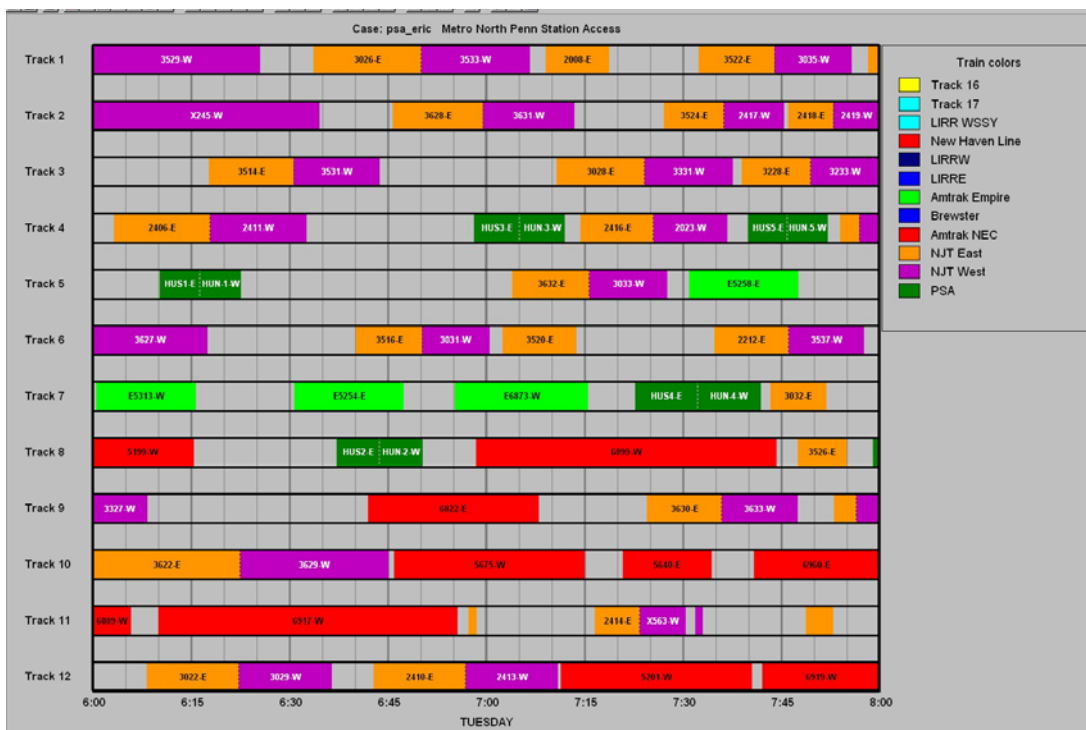 Case: psa_eric Metro North Penn Station Access
Track 1 3529-W 3026-E 3533-W 2008-E 3522-E 3035-W
Track 2 X245-W 3628-E 3631-W 3524-E 2417-W 2418-E 2419-W
Track 3 3514-E 3531-W 3028-E 3331-W 3228-E 3233-W
Track 4 2406-E 2411-W HUS3-E HUN-3-W 2416-E 2023-W HUS5-E HUN-5-W
Track 5 HUS1-E HUN-1-W 3632-E 3033-W E5258-E
Track 6 3627-W 3516-E 3031-W 3520-E 2212-E 3537-W
Track 7 E5313-W E5254-E E6873-W HUS4-E HUN-4-W 3032-E
Track 8 5199-W HUS2-E HUN-2-W 6099-W 3526-E
Track 9 3327-W 6822-E 3630-E 3633-W
Track 10 3622-E 3629-W 5675-W 5640-E 6960-E
Track 11 6089-W 6917-W 2414-E X563-W
Track 12 3022-E 3029-W 2410-E 2413-W 5201-W 6919-W
6:00 6:15 6:30 6:45 7:00 7:15 7:30 7:45 8:00
TUESDAY
Train colors
Track 16
Track 17
LIRR WSSY
New Haven Line
LIRRW
LIRRE
Amtrak Empire
Brewster
Amtrak NEC
NJT East
NJT West
PSA